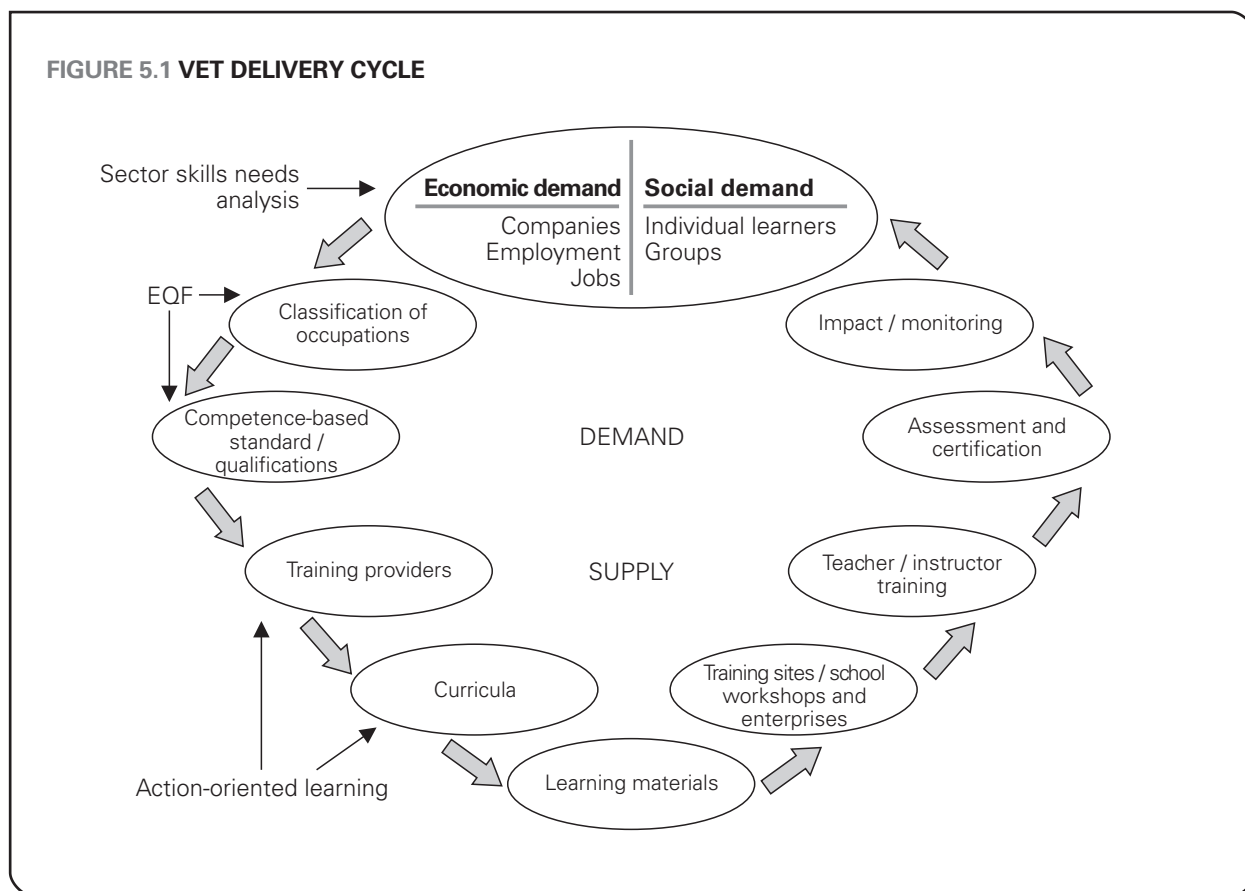 FIGURE 5.1 VET DELIVERY CYCLE
Sector skills needs
analysis
Economic demand
Companies
Employment
Jobs
Social demand
Individual learners
Groups
EQF
Classification of
occupations
Impact / monitoring
Competence-based
standard /
qualifications
DEMAND
Assessment and
certification
Training providers
SUPPLY
Teacher / instructor
training
Curricula
Training sites / school
workshops and
enterprises
Action-oriented learning
Learning materials